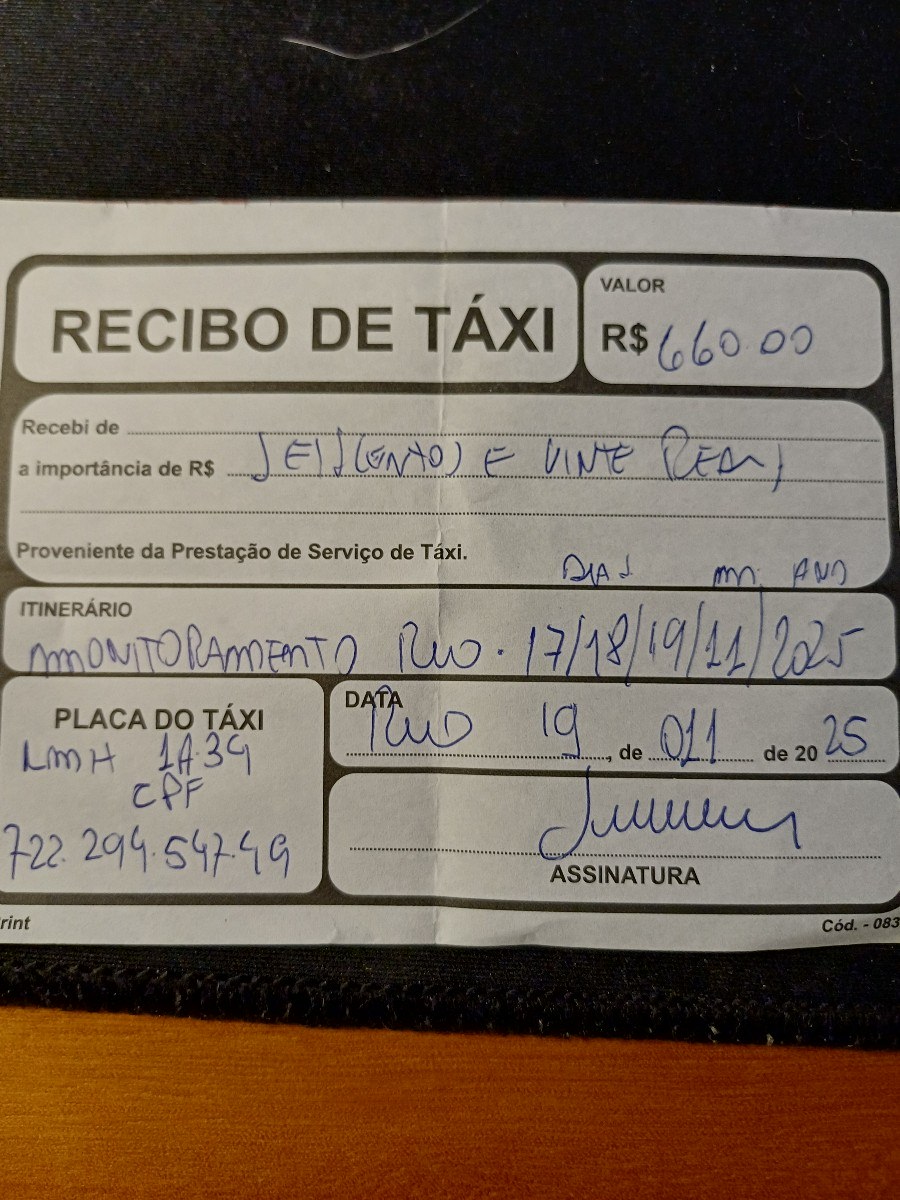 RECIBO DE TÁXI
VALOR
R$ 660.00
Recebi de
a importância de R$ SEISCENTOS E VINTE REAIS
Proveniente da Prestação de Serviço de Táxi.
DIAS ANO
ITINERÁRIO
MONITORAMENTO RIO. 17/18/19/11/2025
PLACA DO TÁXI
LMH 1A39
CPF
722.294.547.49
DATA
RIO 19, de 011 de 2025
ASSINATURA
rint
Cód. - 083